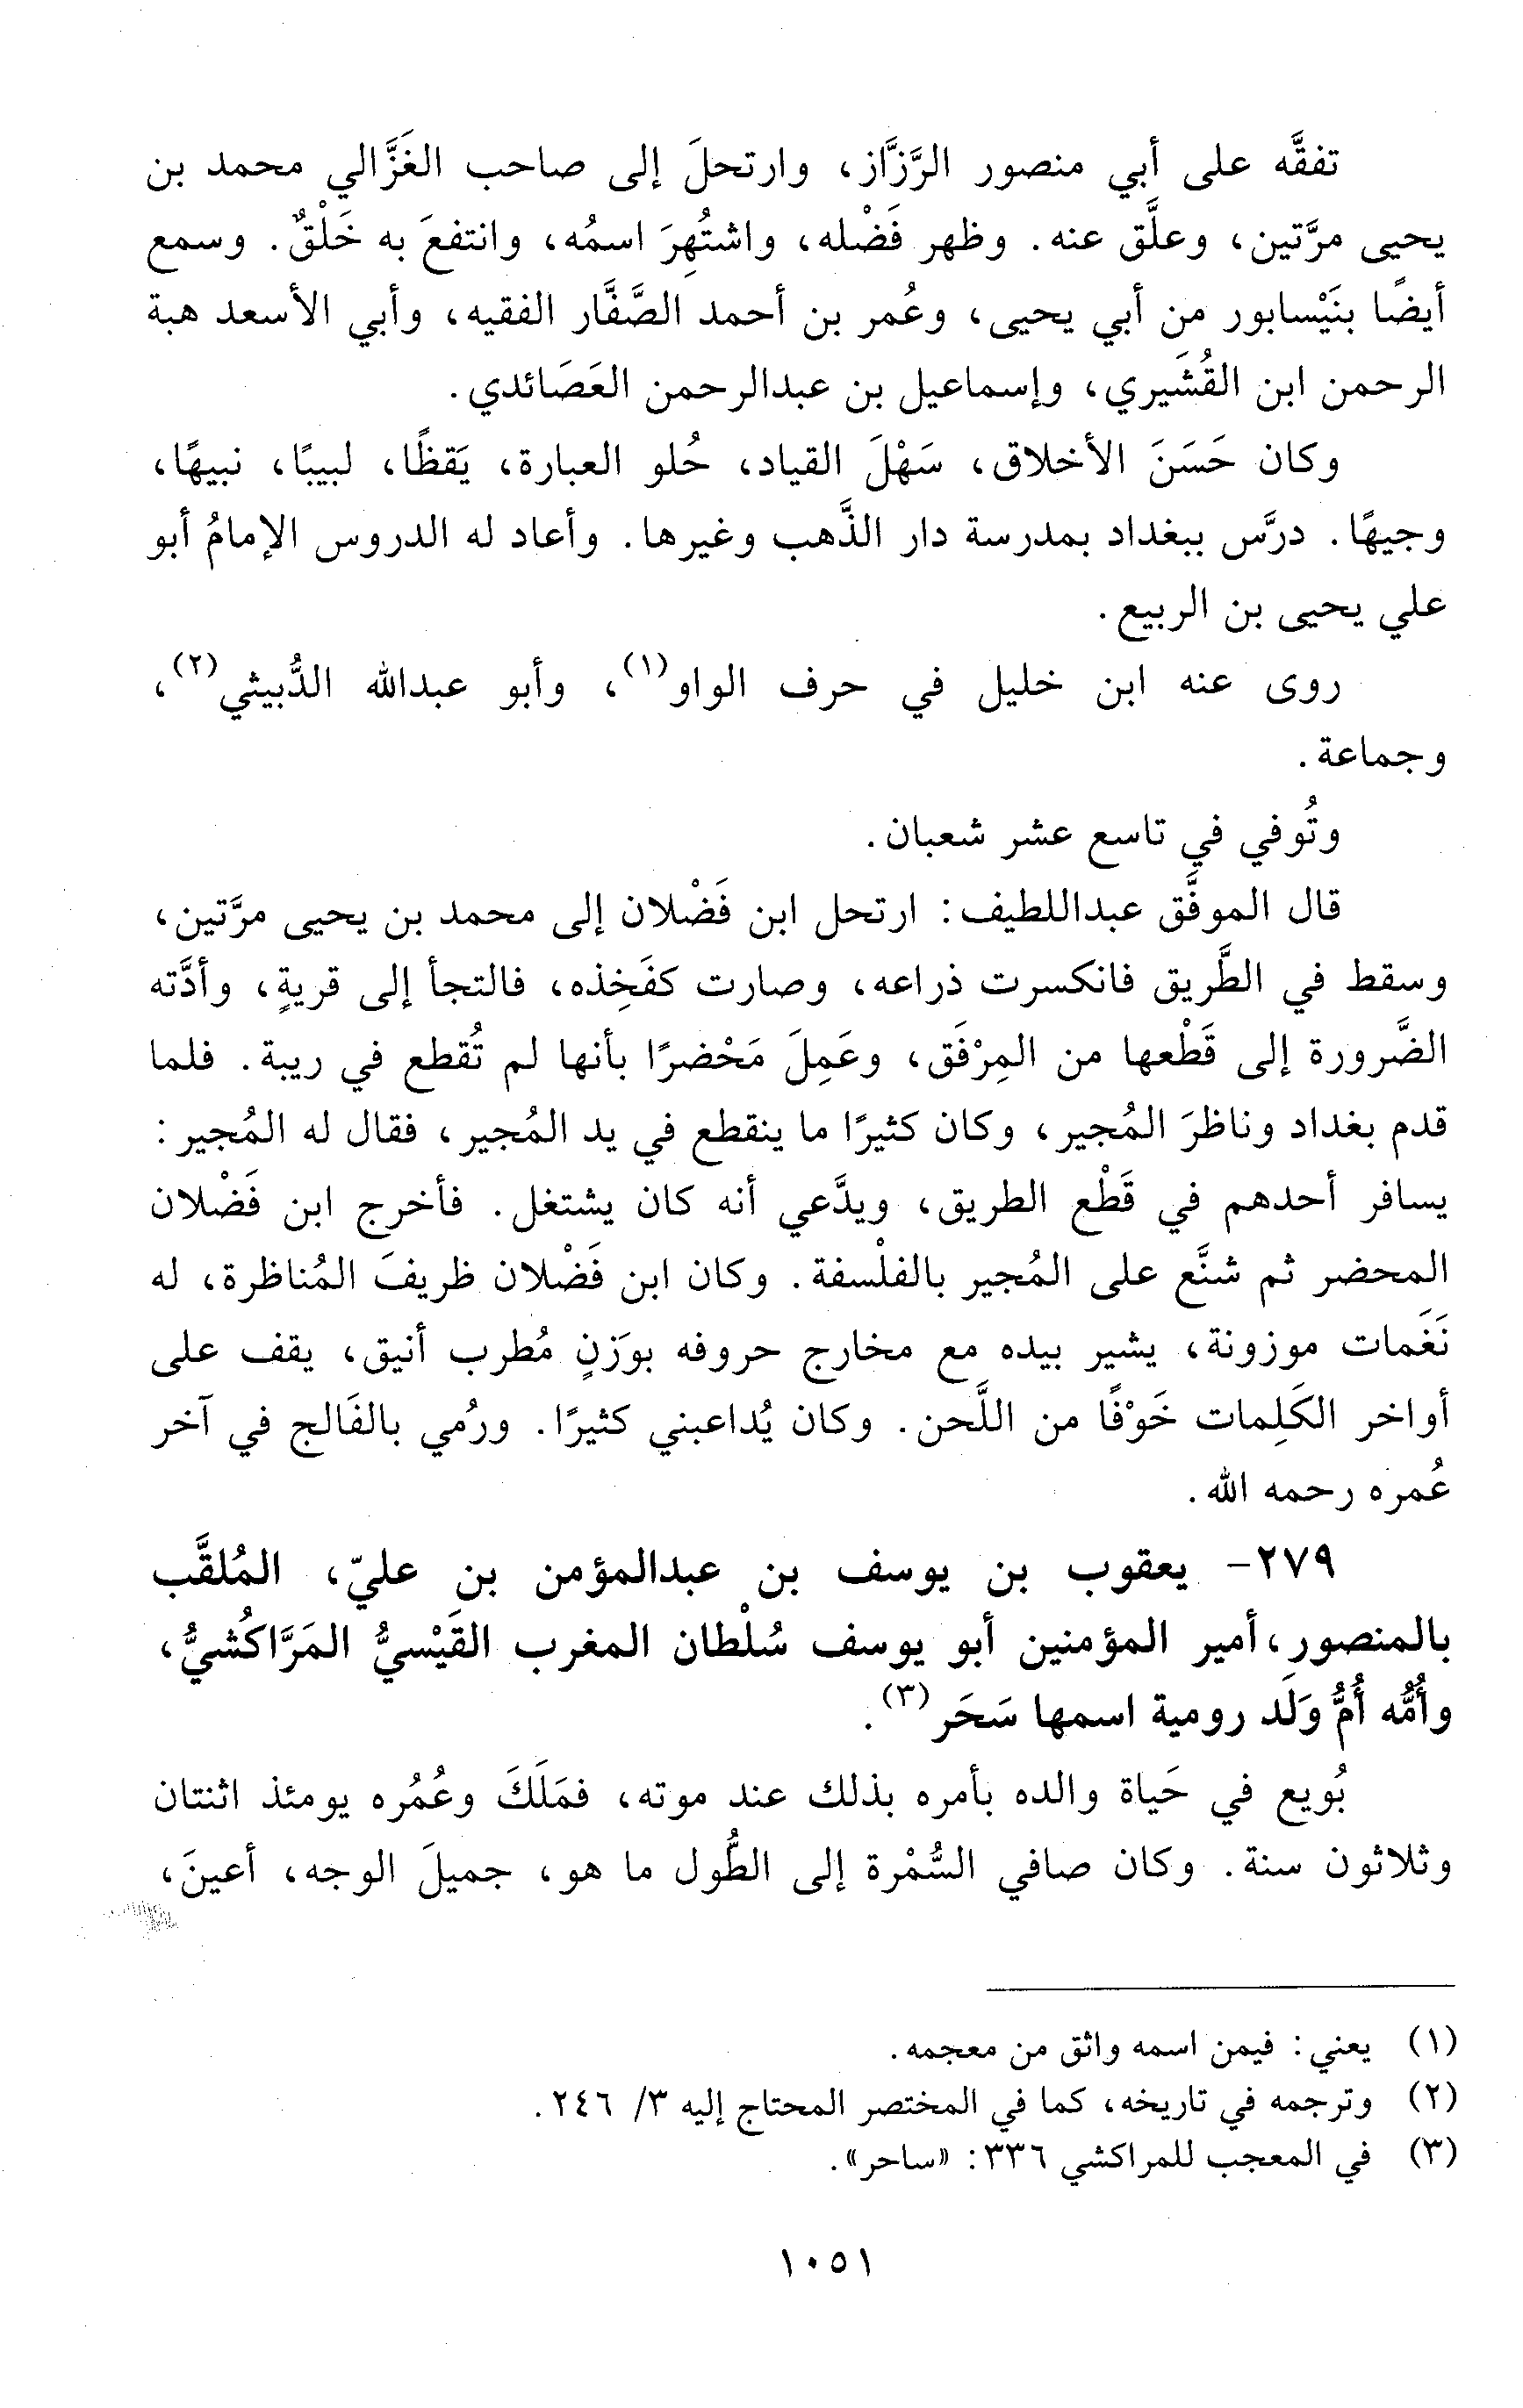 تفقَّه على أبي منصور الرَّزَّاز، وارتحلَ إلى صاحب الغَزَّالي محمد بن
يحيى مرَّتين، وعلَّق عنه. وظهر فَضْله، واشتُهِرَ اسمُه، وانتفعَ به خَلْقٌ. وسمع
أيضًا بنَيْسابور من أبي يحيى، وعُمر بن أحمد الصَّفَّار الفقيه، وأبي الأسعد هبة
الرحمن ابن القُشَيري، وإسماعيل بن عبدالرحمن العَصَائدي.
وكان حَسَنَ الأخلاق، سَهْلَ القياد، حُلو العبارة، يَقظًا، لبيبًا، نبيهًا،
وجيهًا. درَّس ببغداد بمدرسة دار الذَّهب وغيرها. وأعاد له الدروس الإمامُ أبو
علي يحيى بن الربيع.
روى عنه ابن خليل في حرف الواو(١)، وأبو عبدالله الدُّبيثي(٢)،
وجماعة.
وتُوفي في تاسع عشر شعبان.
قال الموفَّق عبداللطيف: ارتحل ابن فَضْلان إلى محمد بن يحيى مرَّتين،
وسقط في الطَّريق فانكسرت ذراعه، وصارت كفَخِذه، فالتجأ إلى قريةٍ، وأدَّته
الضَّرورة إلى قَطْعها من المِرْفَق، وعَمِلَ مَحْضرًا بأنها لم تُقطع في ريبة. فلما
قدم بغداد وناظرَ المُجير، وكان كثيرًا ما ينقطع في يد المُجير، فقال له المُجير:
يسافر أحدهم في قَطْع الطريق، ويدَّعي أنه كان يشتغل. فأخرج ابن فَضْلان
المحضر ثم شنَّع على المُجير بالفلْسفة. وكان ابن فَضْلان ظريفَ المُناظرة، له
نَغَمات موزونة، يشير بيده مع مخارج حروفه بوَزنٍ مُطرب أنيق، يقف على
أواخر الكَلِمات خَوْفًا من اللَّحن. وكان يُداعبني كثيرًا. ورُمي بالفَالج في آخر
عُمره رحمه الله.
٢٧٩- يعقوب بن يوسف بن عبدالمؤمن بن عليّ، المُلقَّب
بالمنصور، أمير المؤمنين أبو يوسف سُلْطان المغرب القَيْسيُّ المَرَّاكُشيُّ،
وأُمُّه أُمُّ وَلَد رومية اسمها سَحَر(٣).
بُويع في حَياة والده بأمره بذلك عند موته، فمَلَكَ وعُمُره يومئذ اثنتان
وثلاثون سنة. وكان صافي السُّمْرة إلى الطُّول ما هو، جميلَ الوجه، أعينَ،
(١) يعني: فيمن اسمه واثق من معجمه.
(٢) وترجمه في تاريخه، كما في المختصر المحتاج إليه ٣/ ٢٤٦.
(٣) في المعجب للمراكشي ٣٣٦: «ساحر».
١٠٥١